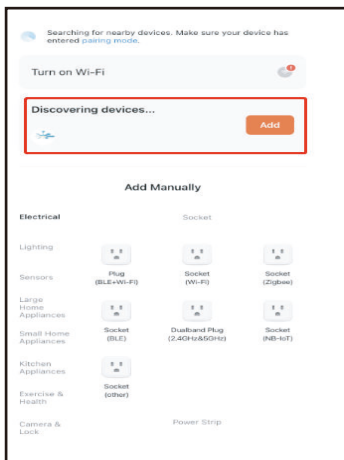 Searching for nearby devices. Make sure your device has
entered pairing mode.
Turn on Wi-Fi
Discovering devices...
Add
Add Manually
Electrical
Socket
Lighting
Sensors
Plug
(BLE+Wi-Fi)
Socket
(Wi-Fi)
Socket
(Zigbee)
Large
Home
Appliances
Small Home
Appliances
Socket
(BLE)
Dualband Plug
(2.4GHz&5GHz)
Socket
(NB-IoT)
Kitchen
Appliances
Socket
(other)
Exercise &
Health
Camera &
Lock
Power Strip